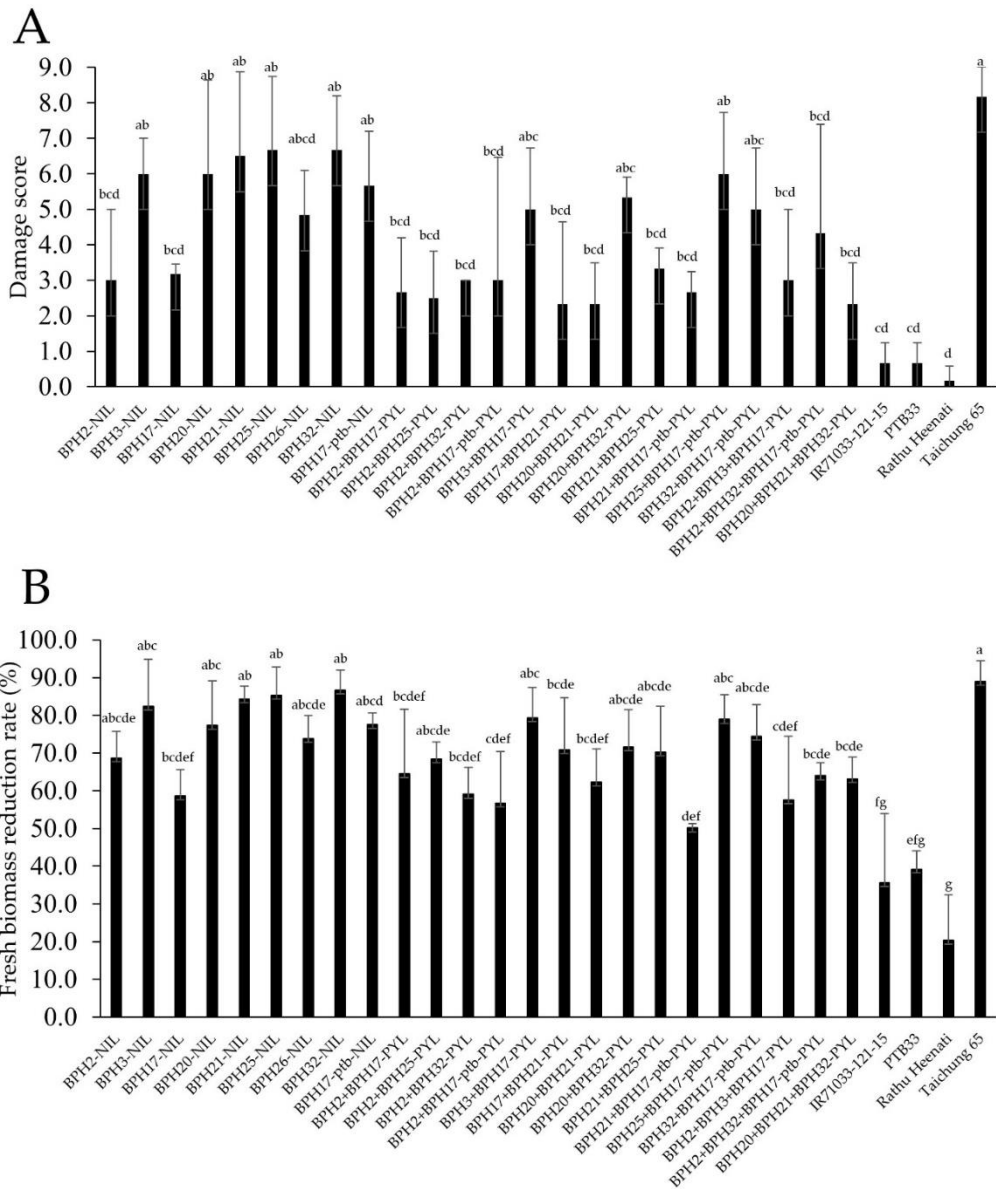 A
Damage score
9.0
8.0
7.0
6.0
5.0
4.0
3.0
2.0
1.0
0.0
bcd
ab
bcd
ab
ab
ab
abcd
ab
ab
bcd
bcd
bcd
bcd
abc
bcd
bcd
abc
bcd
bcd
ab
abc
bcd
bcd
bcd
cd
cd
d
a
BPH2-NIL
BPH3-NIL
BPH17-NIL
BPH20-NIL
BPH21-NIL
BPH25-NIL
BPH26-NIL
BPH32-NIL
BPH17-ptb-NIL
BPH2+BPH17-PYL
BPH2+BPH25-PYL
BPH2+BPH32-PYL
BPH2+BPH17-ptb-PYL
BPH3+BPH17-PYL
BPH17+BPH21-PYL
BPH20+BPH21-PYL
BPH20+BPH32-PYL
BPH21+BPH25-PYL
BPH21+BPH17-ptb-PYL
BPH25+BPH17-ptb-PYL
BPH32+BPH17-ptb-PYL
BPH2+BPH3+BPH17-PYL
BPH2+BPH32+BPH17-ptb-PYL
BPH20+BPH21+BPH32-PYL
IR71033-121-15
PTB33
Rathu Heenati
Taichung 65
B
Fresh biomass reduction rate (%)
100.0
90.0
80.0
70.0
60.0
50.0
40.0
30.0
20.0
10.0
0.0
abcde
abc
bcdef
abc
ab
ab
abcde
ab
abcd
bcdef
abcde
bcdef
cdef
abc
bcde
bcdef
abcde
abcde
def
abc
abcde
cdef
bcde
bcde
fg
efg
g
a
BPH2-NIL
BPH3-NIL
BPH17-NIL
BPH20-NIL
BPH21-NIL
BPH25-NIL
BPH26-NIL
BPH32-NIL
BPH17-ptb-NIL
BPH2+BPH17-PYL
BPH2+BPH25-PYL
BPH2+BPH32-PYL
BPH2+BPH17-ptb-PYL
BPH3+BPH17-PYL
BPH17+BPH21-PYL
BPH20+BPH21-PYL
BPH20+BPH32-PYL
BPH21+BPH25-PYL
BPH21+BPH17-ptb-PYL
BPH25+BPH17-ptb-PYL
BPH32+BPH17-ptb-PYL
BPH2+BPH3+BPH17-PYL
BPH2+BPH32+BPH17-ptb-PYL
BPH20+BPH21+BPH32-PYL
IR71033-121-15
PTB33
Rathu Heenati
Taichung 65